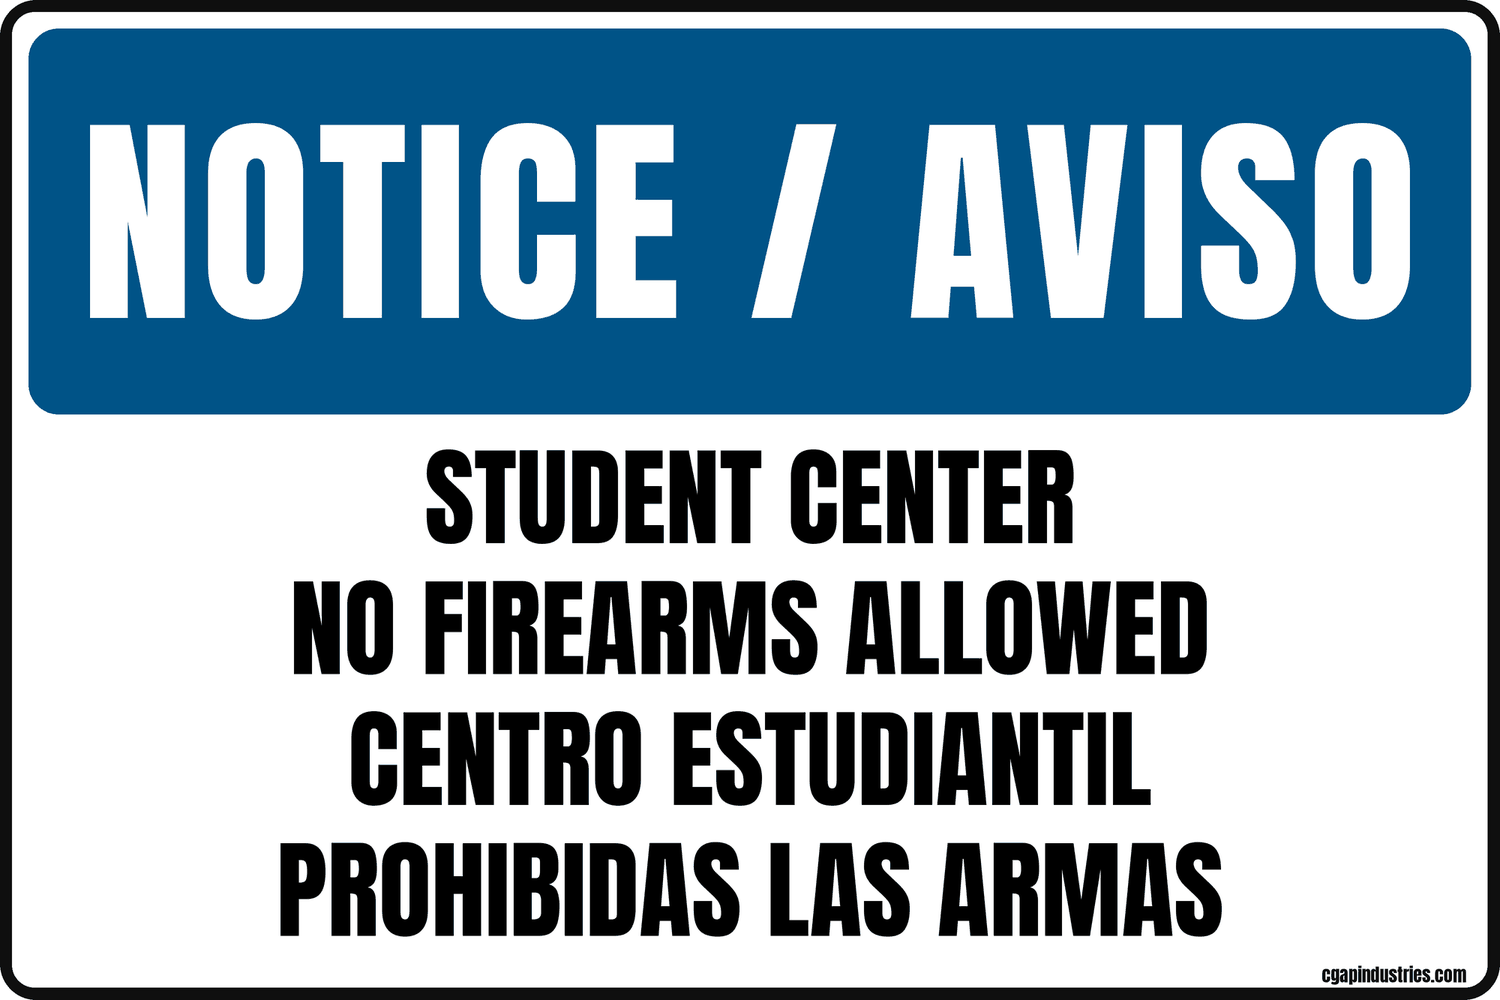 NOTICE / AVISO
STUDENT CENTER
NO FIREARMS ALLOWED
CENTRO ESTUDIANTIL
PROHIBIDAS LAS ARMAS
cgapindustries.com